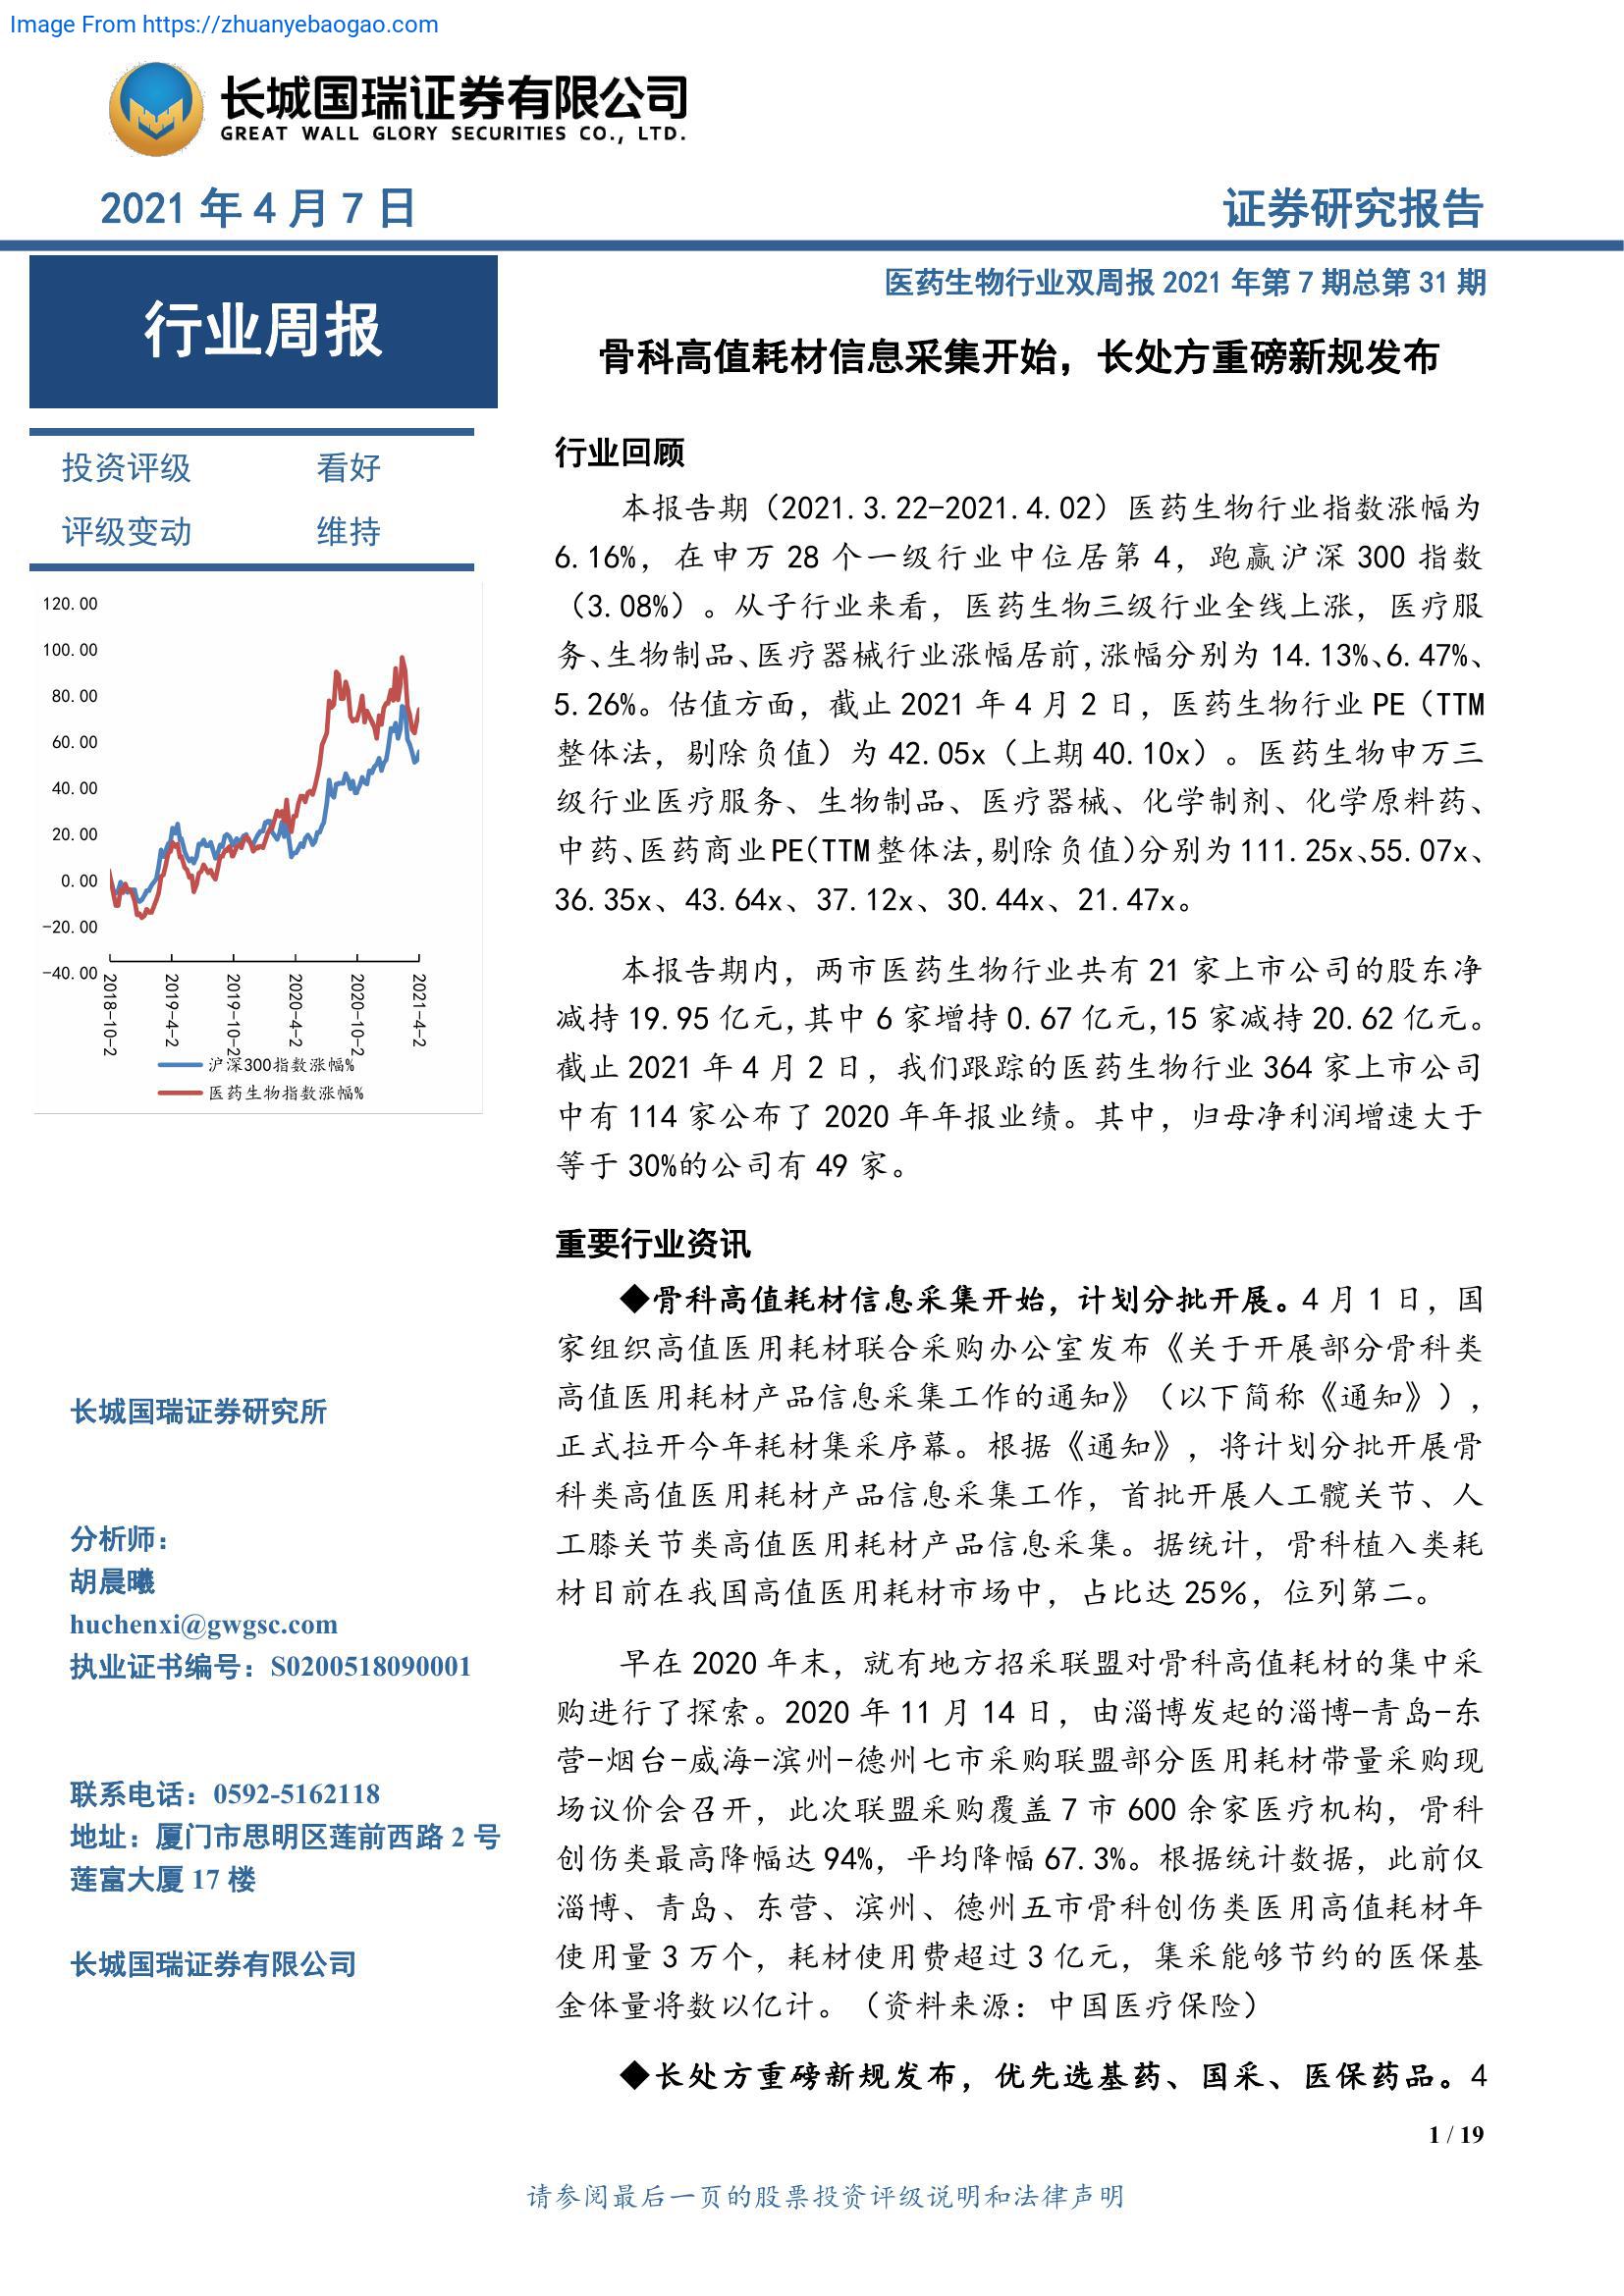 Image From https://zhuanyebaogao.com
长城国瑞证券有限公司
GREAT WALL GLORY SECURITIES CO., LTD.
2021 年 4 月 7 日
证券研究报告
行业周报
投资评级 看好
评级变动 维持
120.00
100.00
80.00
60.00
40.00
20.00
0.00
-20.00
-40.00
2018-10-2
2019-4-2
2019-10-2
2020-4-2
2020-10-2
2021-4-2
沪深300指数涨幅%
医药生物指数涨幅%
长城国瑞证券研究所
分析师：
胡晨曦
huchenxi@gwgsc.com
执业证书编号：S0200518090001
联系电话：0592-5162118
地址：厦门市思明区莲前西路 2 号
莲富大厦 17 楼
长城国瑞证券有限公司
医药生物行业双周报 2021 年第 7 期总第 31 期
骨科高值耗材信息采集开始，长处方重磅新规发布
行业回顾
本报告期（2021.3.22-2021.4.02）医药生物行业指数涨幅为
6.16%，在申万 28 个一级行业中位居第 4，跑赢沪深 300 指数
（3.08%）。从子行业来看，医药生物三级行业全线上涨，医疗服
务、生物制品、医疗器械行业涨幅居前,涨幅分别为 14.13%、6.47%、
5.26%。估值方面，截止 2021 年 4 月 2 日，医药生物行业 PE（TTM
整体法，剔除负值）为 42.05x（上期 40.10x）。医药生物申万三
级行业医疗服务、生物制品、医疗器械、化学制剂、化学原料药、
中药、医药商业 PE(TTM 整体法,剔除负值)分别为 111.25x、55.07x、
36.35x、43.64x、37.12x、30.44x、21.47x。
本报告期内，两市医药生物行业共有 21 家上市公司的股东净
减持 19.95 亿元,其中 6 家增持 0.67 亿元,15 家减持 20.62 亿元。
截止 2021 年 4 月 2 日，我们跟踪的医药生物行业 364 家上市公司
中有 114 家公布了 2020 年年报业绩。其中，归母净利润增速大于
等于 30%的公司有 49 家。
重要行业资讯
◆骨科高值耗材信息采集开始，计划分批开展。4 月 1 日，国
家组织高值医用耗材联合采购办公室发布《关于开展部分骨科类
高值医用耗材产品信息采集工作的通知》（以下简称《通知》），
正式拉开今年耗材集采序幕。根据《通知》，将计划分批开展骨
科类高值医用耗材产品信息采集工作，首批开展人工髋关节、人
工膝关节类高值医用耗材产品信息采集。据统计，骨科植入类耗
材目前在我国高值医用耗材市场中，占比达 25%，位列第二。
早在 2020 年末，就有地方招采联盟对骨科高值耗材的集中采
购进行了探索。2020 年 11 月 14 日，由淄博发起的淄博-青岛-东
营-烟台-威海-滨州-德州七市采购联盟部分医用耗材带量采购现
场议价会召开，此次联盟采购覆盖 7 市 600 余家医疗机构，骨科
创伤类最高降幅达 94%，平均降幅 67.3%。根据统计数据，此前仅
淄博、青岛、东营、滨州、德州五市骨科创伤类医用高值耗材年
使用量 3 万个，耗材使用费超过 3 亿元，集采能够节约的医保基
金体量将数以亿计。（资料来源：中国医疗保险）
◆长处方重磅新规发布，优先选基药、国采、医保药品。4
1 / 19
请参阅最后一页的股票投资评级说明和法律声明